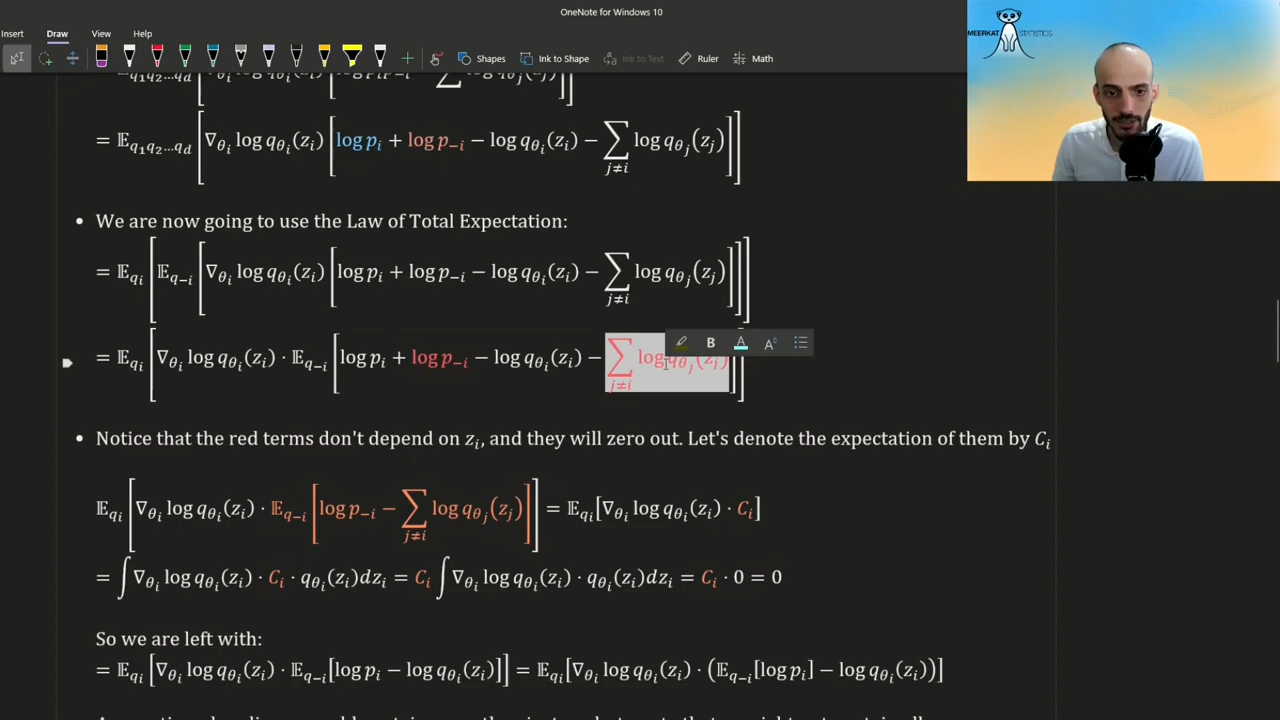 OneNote for Windows 10
Insert Draw View Help
MEERKAT STATISTICS
Shapes Ink to Shape Ink to Text Ruler Math
= 𝔼_{q₁q₂…q_d} [∇_{θ_i} log q_{θ_i}(z_i) [log p_i + log p_{−i} − log q_{θ_i}(z_i) − ∑_{j≠i} log q_{θ_j}(z_j)]]
• We are now going to use the Law of Total Expectation:
= 𝔼_{q_i} [𝔼_{q_{−i}} [∇_{θ_i} log q_{θ_i}(z_i) [log p_i + log p_{−i} − log q_{θ_i}(z_i) − ∑_{j≠i} log q_{θ_j}(z_j)]]]
= 𝔼_{q_i} [∇_{θ_i} log q_{θ_i}(z_i) · 𝔼_{q_{−i}} [log p_i + log p_{−i} − log q_{θ_i}(z_i) − ∑_{j≠i} log q_{θ_j}(z_j)]]
• Notice that the red terms don't depend on z_i, and they will zero out. Let's denote the expectation of them by C_i
𝔼_{q_i} [∇_{θ_i} log q_{θ_i}(z_i) · 𝔼_{q_{−i}} [log p_{−i} − ∑_{j≠i} log q_{θ_j}(z_j)]] = 𝔼_{q_i}[∇_{θ_i} log q_{θ_i}(z_i) · C_i]
= ∫ ∇_{θ_i} log q_{θ_i}(z_i) · C_i · q_{θ_i}(z_i)dz_i = C_i ∫ ∇_{θ_i} log q_{θ_i}(z_i) · q_{θ_i}(z_i)dz_i = C_i · 0 = 0
So we are left with:
= 𝔼_{q_i} [∇_{θ_i} log q_{θ_i}(z_i) · 𝔼_{q_{−i}}[log p_i − log q_{θ_i}(z_i)]] = 𝔼_{q_i}[∇_{θ_i} log q_{θ_i}(z_i) · (𝔼_{q_{−i}}[log p_i] − log q_{θ_i}(z_i))]